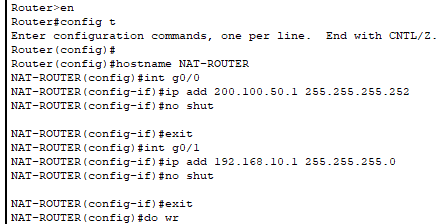 Router>en
Router#config t
Enter configuration commands, one per line.  End with CNTL/Z.
Router(config)#
Router(config)#hostname NAT-ROUTER
NAT-ROUTER(config)#int g0/0
NAT-ROUTER(config-if)#ip add 200.100.50.1 255.255.255.252
NAT-ROUTER(config-if)#no shut
NAT-ROUTER(config-if)#exit
NAT-ROUTER(config)#int g0/1
NAT-ROUTER(config-if)#ip add 192.168.10.1 255.255.255.0
NAT-ROUTER(config-if)#no shut
NAT-ROUTER(config-if)#exit
NAT-ROUTER(config)#do wr